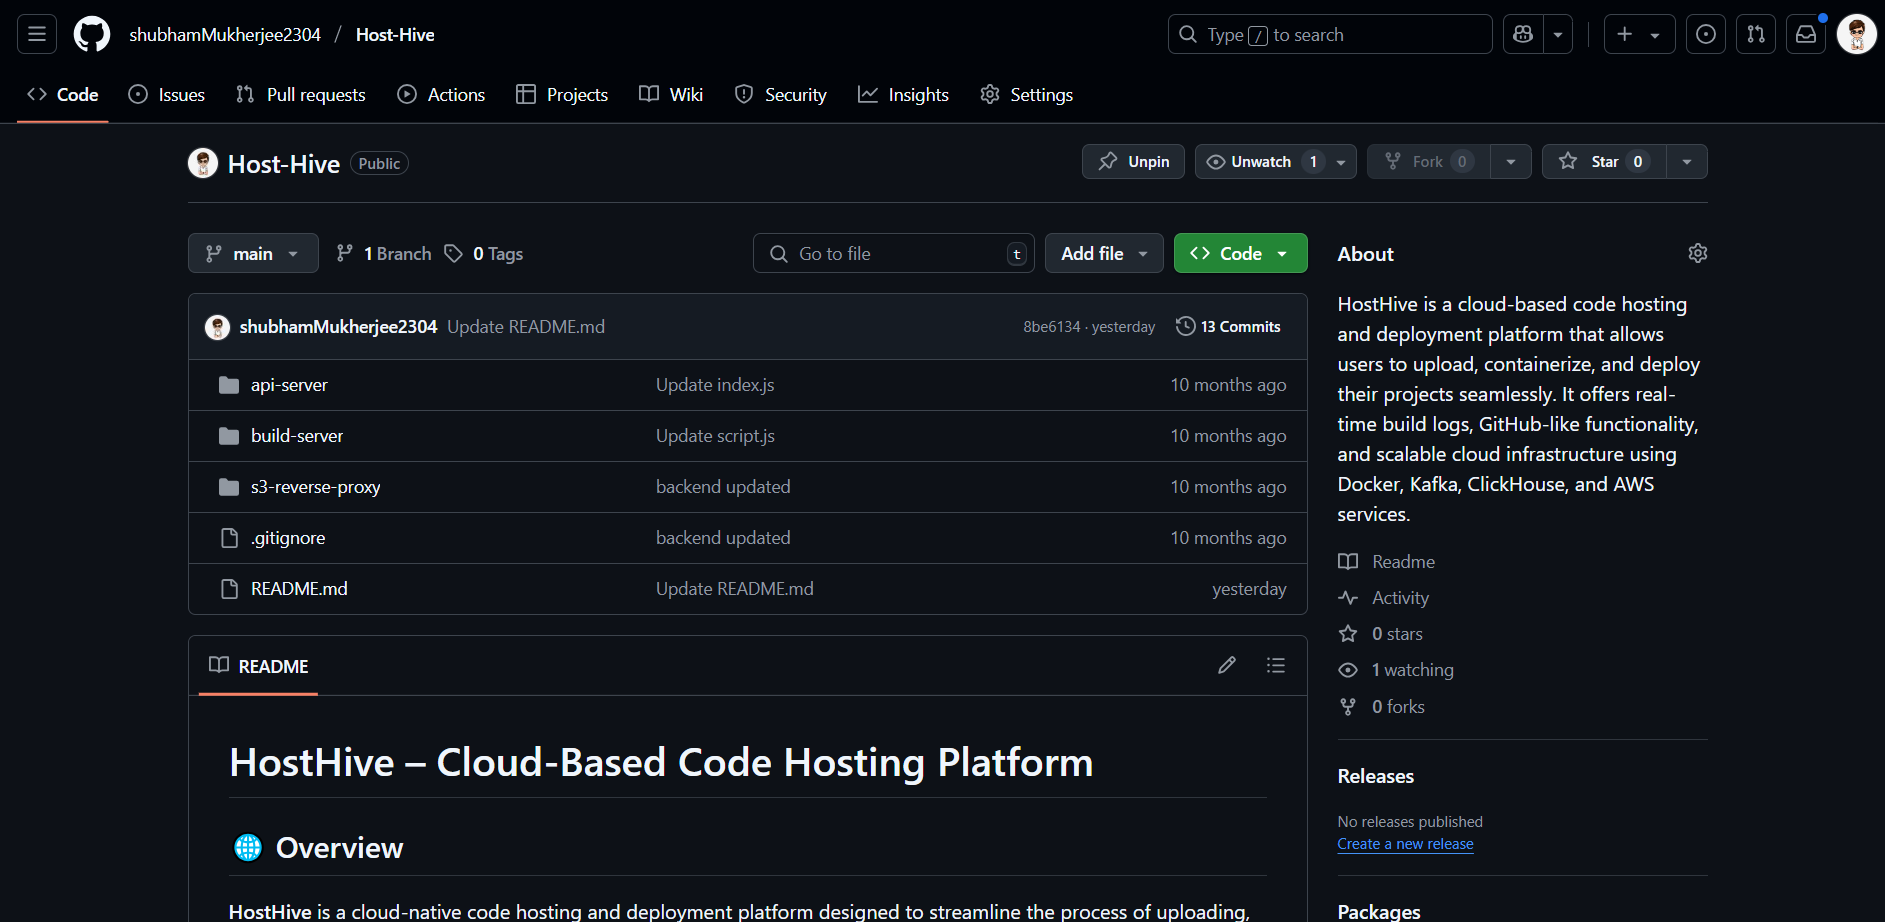 shubhamMukherjee2304 / Host-Hive
Type / to search
Code Issues Pull requests Actions Projects Wiki Security Insights Settings
Host-Hive Public
Unpin Unwatch 1 Fork 0 Star 0
main 1 Branch 0 Tags
Go to file t Add file Code
shubhamMukherjee2304 Update README.md 8be6134 · yesterday 13 Commits
api-server Update index.js 10 months ago
build-server Update script.js 10 months ago
s3-reverse-proxy backend updated 10 months ago
.gitignore backend updated 10 months ago
README.md Update README.md yesterday
README
HostHive – Cloud-Based Code Hosting Platform
Overview
HostHive is a cloud-native code hosting and deployment platform designed to streamline the process of uploading,
About
HostHive is a cloud-based code hosting
and deployment platform that allows
users to upload, containerize, and deploy
their projects seamlessly. It offers real-
time build logs, GitHub-like functionality,
and scalable cloud infrastructure using
Docker, Kafka, ClickHouse, and AWS
services.
Readme
Activity
0 stars
1 watching
0 forks
Releases
No releases published
Create a new release
Packages